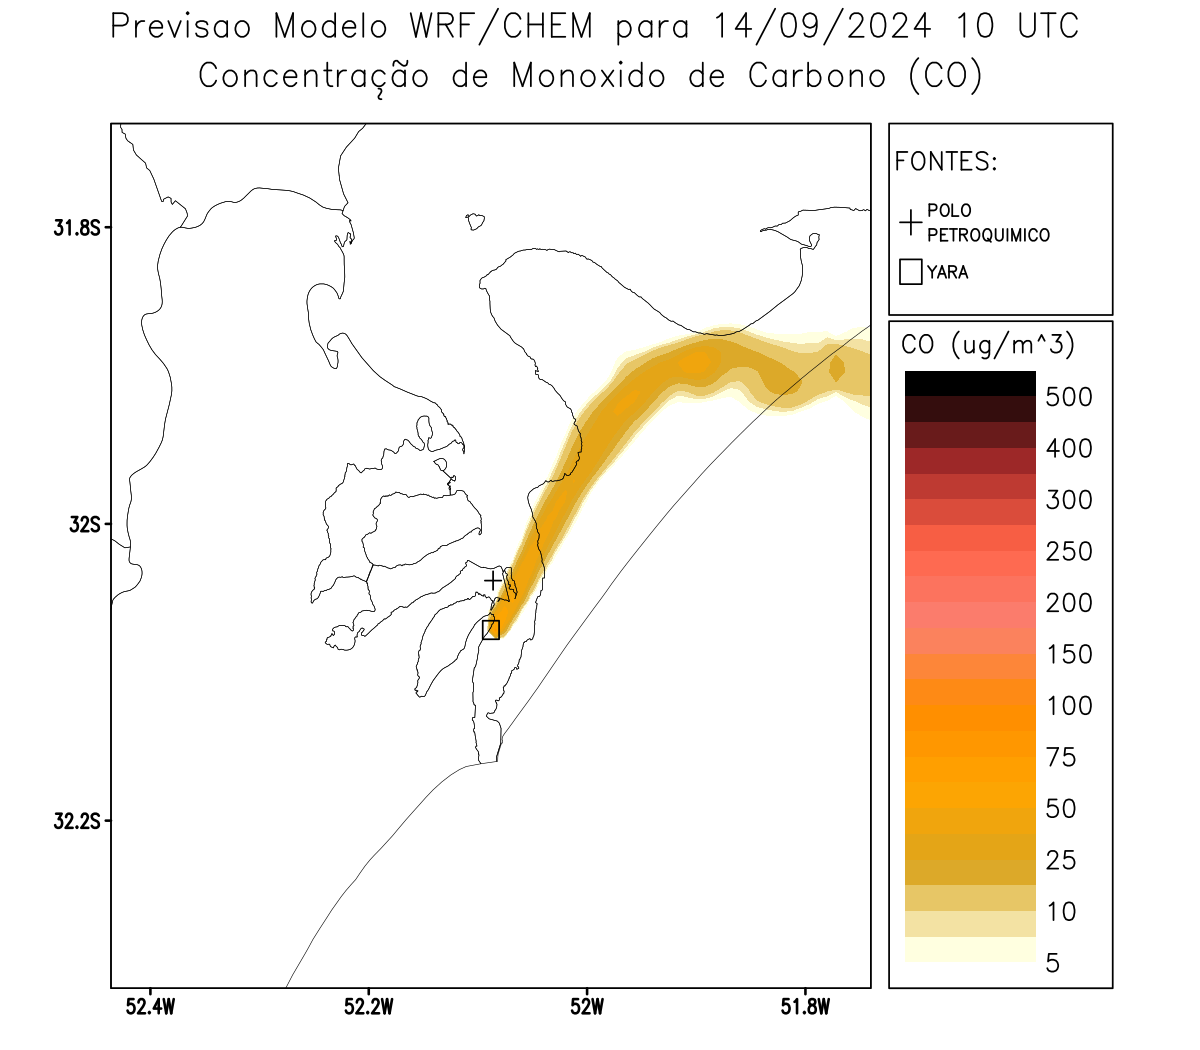 Previsao Modelo WRF/CHEM para 14/09/2024 10 UTC
Concentração de Monoxido de Carbono (CO)
FONTES:
POLO
PETROQUIMICO
YARA
CO (ug/m^3)
500
400
300
250
200
150
100
75
50
25
10
5
31.8S
32S
32.2S
52.4W
52.2W
52W
51.8W